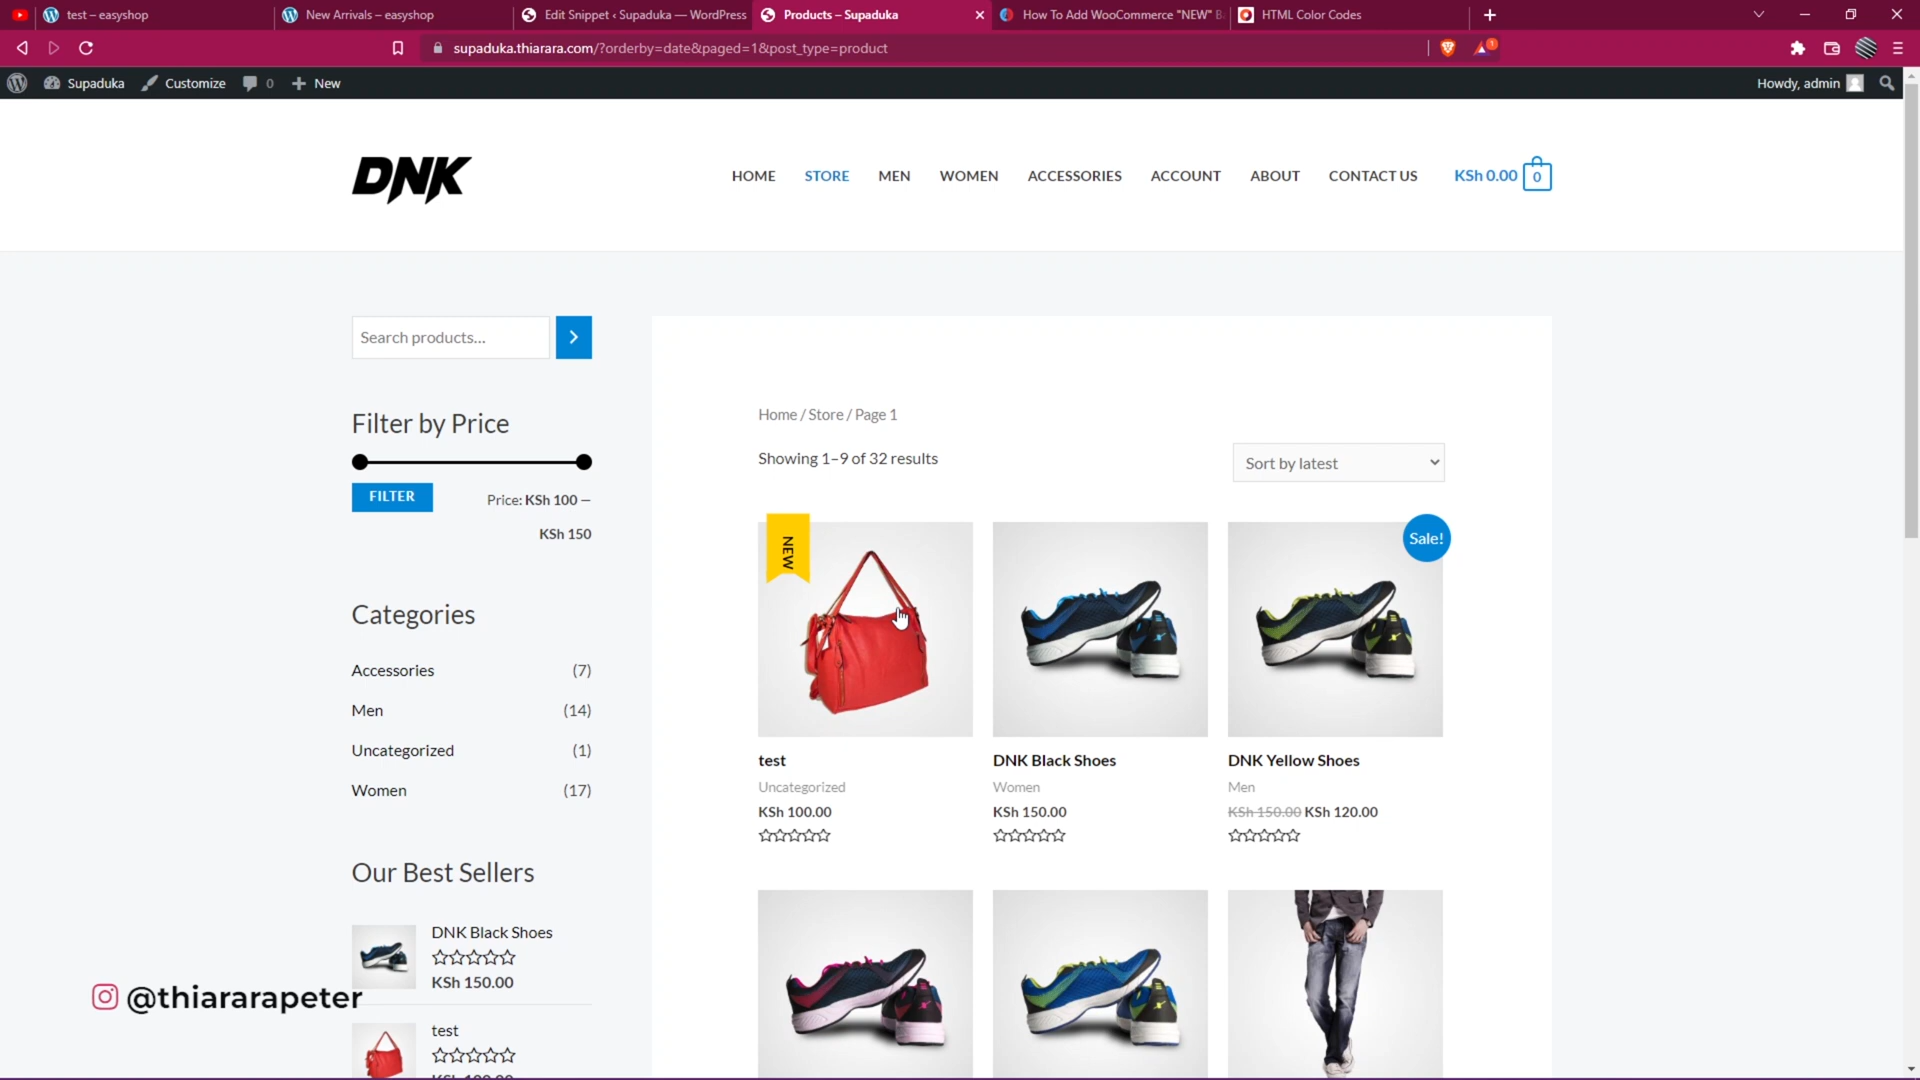 test – easyshop
New Arrivals – easyshop
Edit Snippet ‹ Supaduka — WordPress
Products – Supaduka
How To Add WooCommerce "NEW" B
HTML Color Codes
supaduka.thiarara.com/?orderby=date&paged=1&post_type=product
1
Supaduka
Customize
0
New
Howdy, admin
DNK
HOME
STORE
MEN
WOMEN
ACCESSORIES
ACCOUNT
ABOUT
CONTACT US
KSh 0.00
0
Search products…
Filter by Price
FILTER
Price: KSh 100 —
KSh 150
Categories
Accessories (7)
Men (14)
Uncategorized (1)
Women (17)
Our Best Sellers
DNK Black Shoes
KSh 150.00
test
@thiararapeter
Home / Store / Page 1
Showing 1–9 of 32 results
Sort by latest
NEW
Sale!
test
Uncategorized
KSh 100.00
DNK Black Shoes
Women
KSh 150.00
DNK Yellow Shoes
Men
KSh 150.00 KSh 120.00